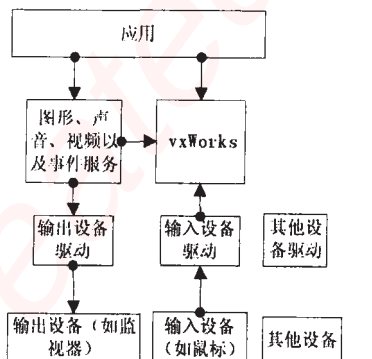 应用
图形、声
音、视频以
及事件服务
vxWorks
输出设备
驱动
输入设备
驱动
其他设
备驱动
输出设备（如监
视器）
输入设备
（如鼠标）
其他设备